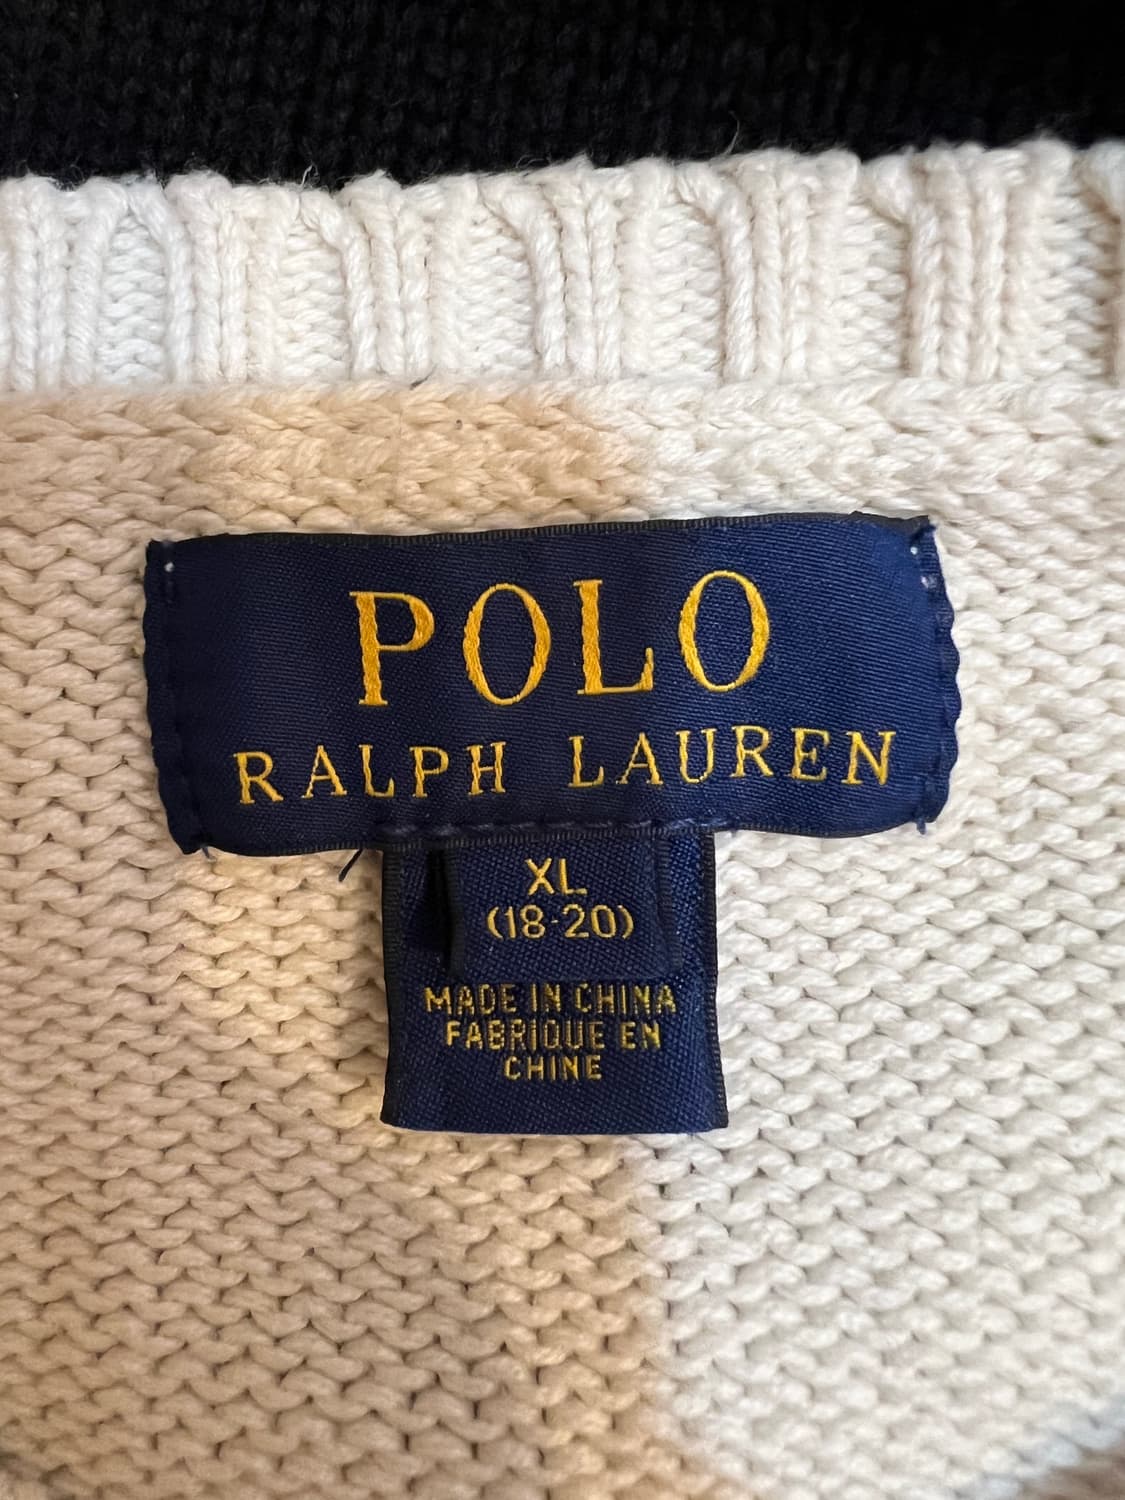 POLO
RALPH LAUREN
XL
(18-20)
MADE IN CHINA
FABRIQUE EN
CHINE